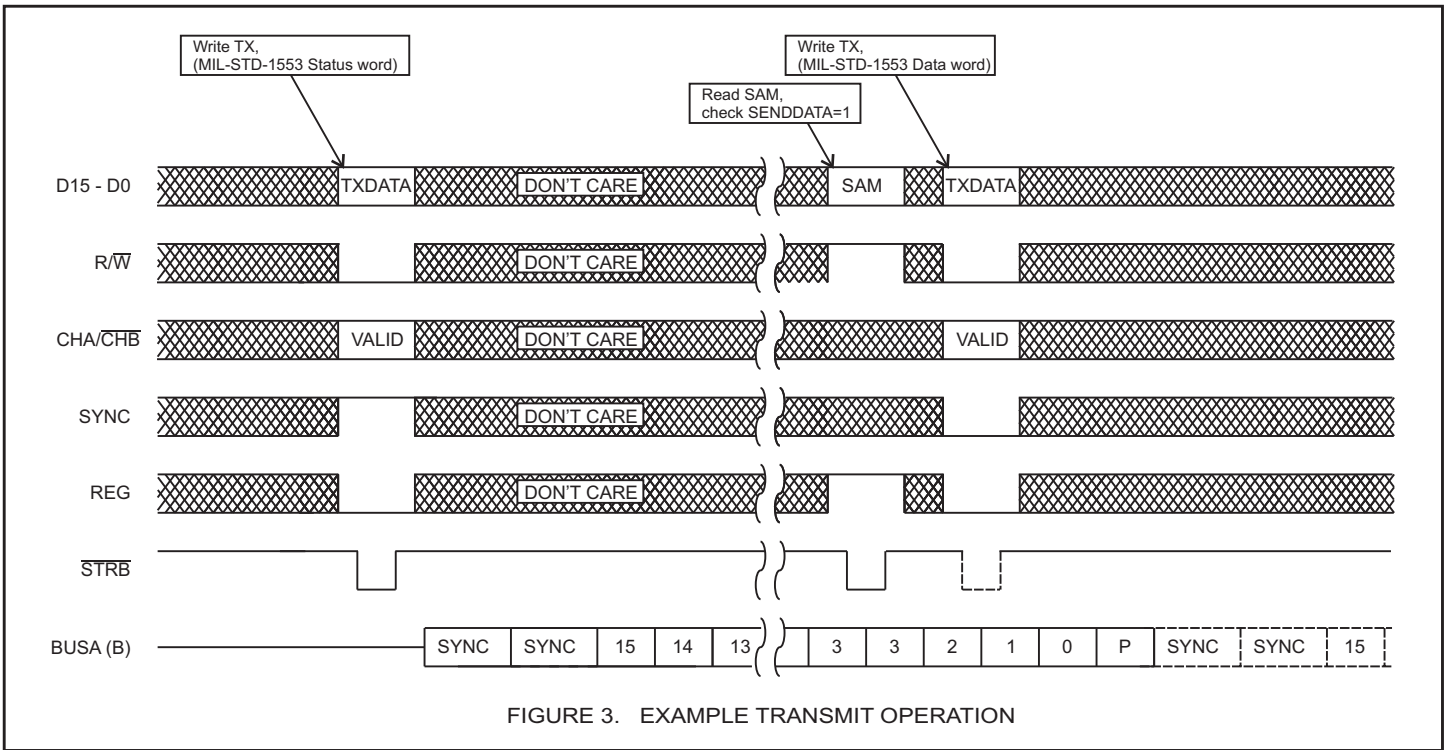 Write TX,
(MIL-STD-1553 Status word)
Write TX,
(MIL-STD-1553 Data word)
Read SAM,
check SENDDATA=1
D15 - D0 TXDATA DON'T CARE SAM TXDATA
R/W̅ DON'T CARE
CHA/C̅H̅B̅ VALID DON'T CARE VALID
SYNC DON'T CARE
REG DON'T CARE
S̅T̅R̅B̅
BUSA (B) SYNC SYNC 15 14 13 3 3 2 1 0 P SYNC SYNC 15
FIGURE 3. EXAMPLE TRANSMIT OPERATION